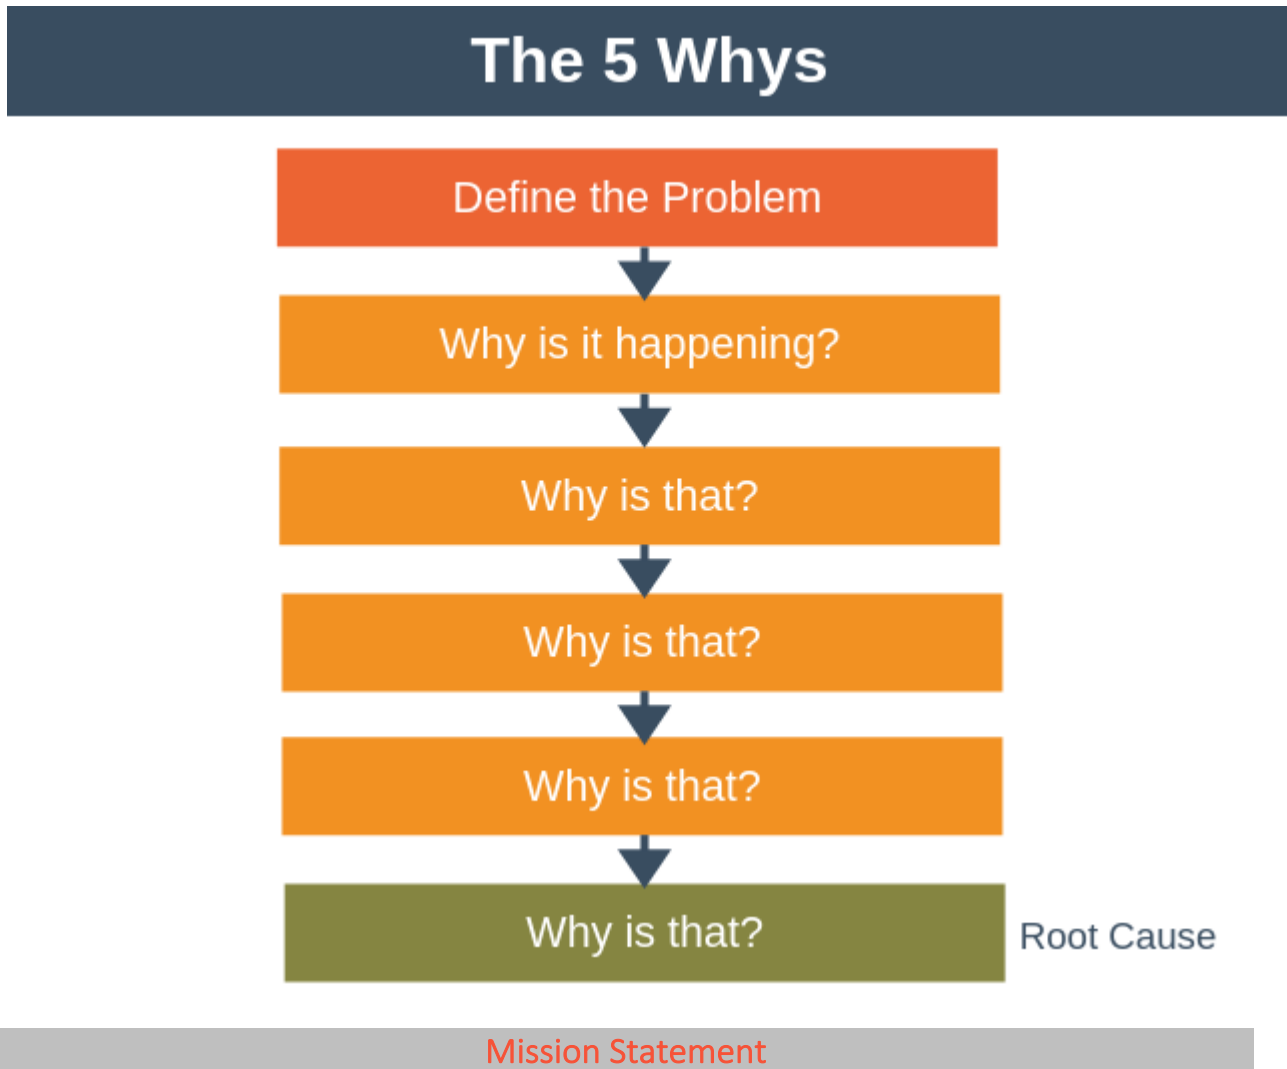 The 5 Whys
Define the Problem
Why is it happening?
Why is that?
Why is that?
Why is that?
Why is that?
Root Cause
Mission Statement